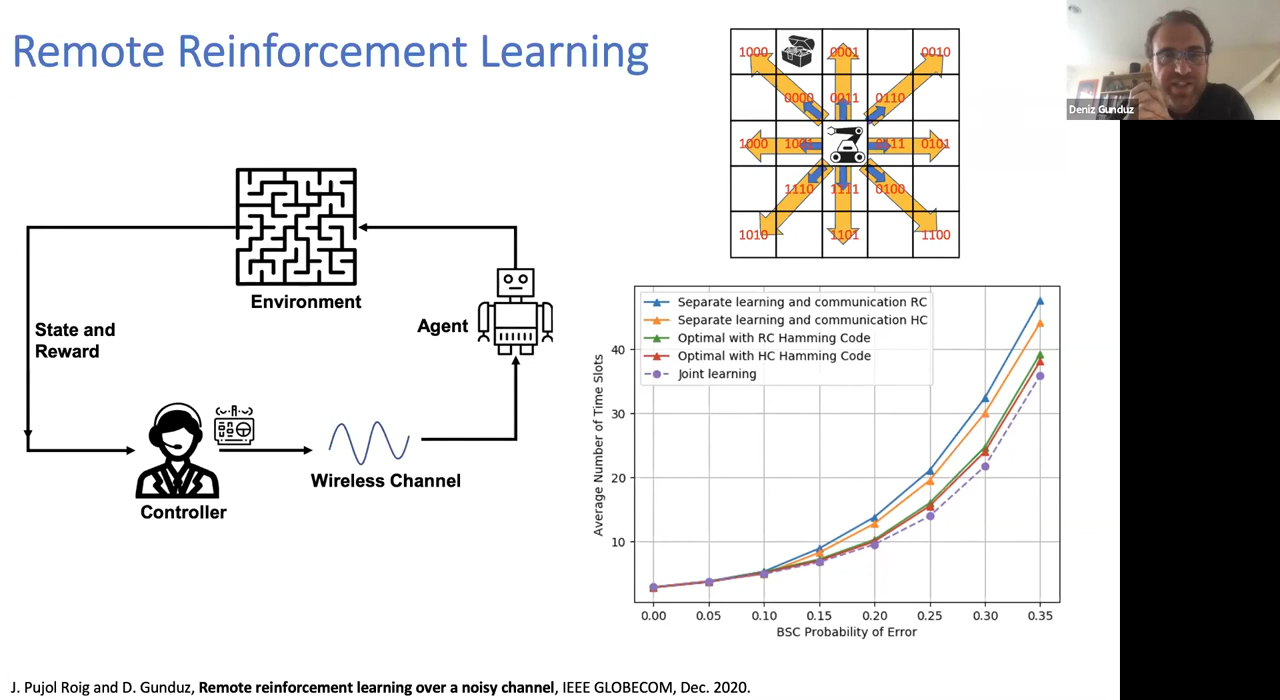 Remote Reinforcement Learning
Deniz Gunduz
1000
0001
0010
0000
0011
0110
1000
0101
1110
1111
0100
1010
1101
1100
Environment
State and
Reward
Agent
Wireless Channel
Controller
Separate learning and communication RC
Separate learning and communication HC
Optimal with RC Hamming Code
Optimal with HC Hamming Code
Joint learning
Average Number of Time Slots
40
30
20
10
0.00 0.05 0.10 0.15 0.20 0.25 0.30 0.35
BSC Probability of Error
J. Pujol Roig and D. Gunduz, Remote reinforcement learning over a noisy channel, IEEE GLOBECOM, Dec. 2020.